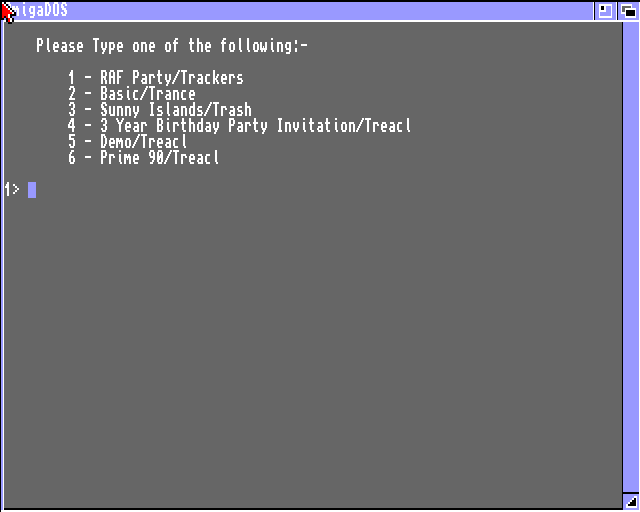 AmigaDOS
Please Type one of the following:-
1 - RAF Party/Trackers
2 - Basic/Trance
3 - Sunny Islands/Trash
4 - 3 Year Birthday Party Invitation/Treacl
5 - Demo/Treacl
6 - Prime 90/Treacl
1>